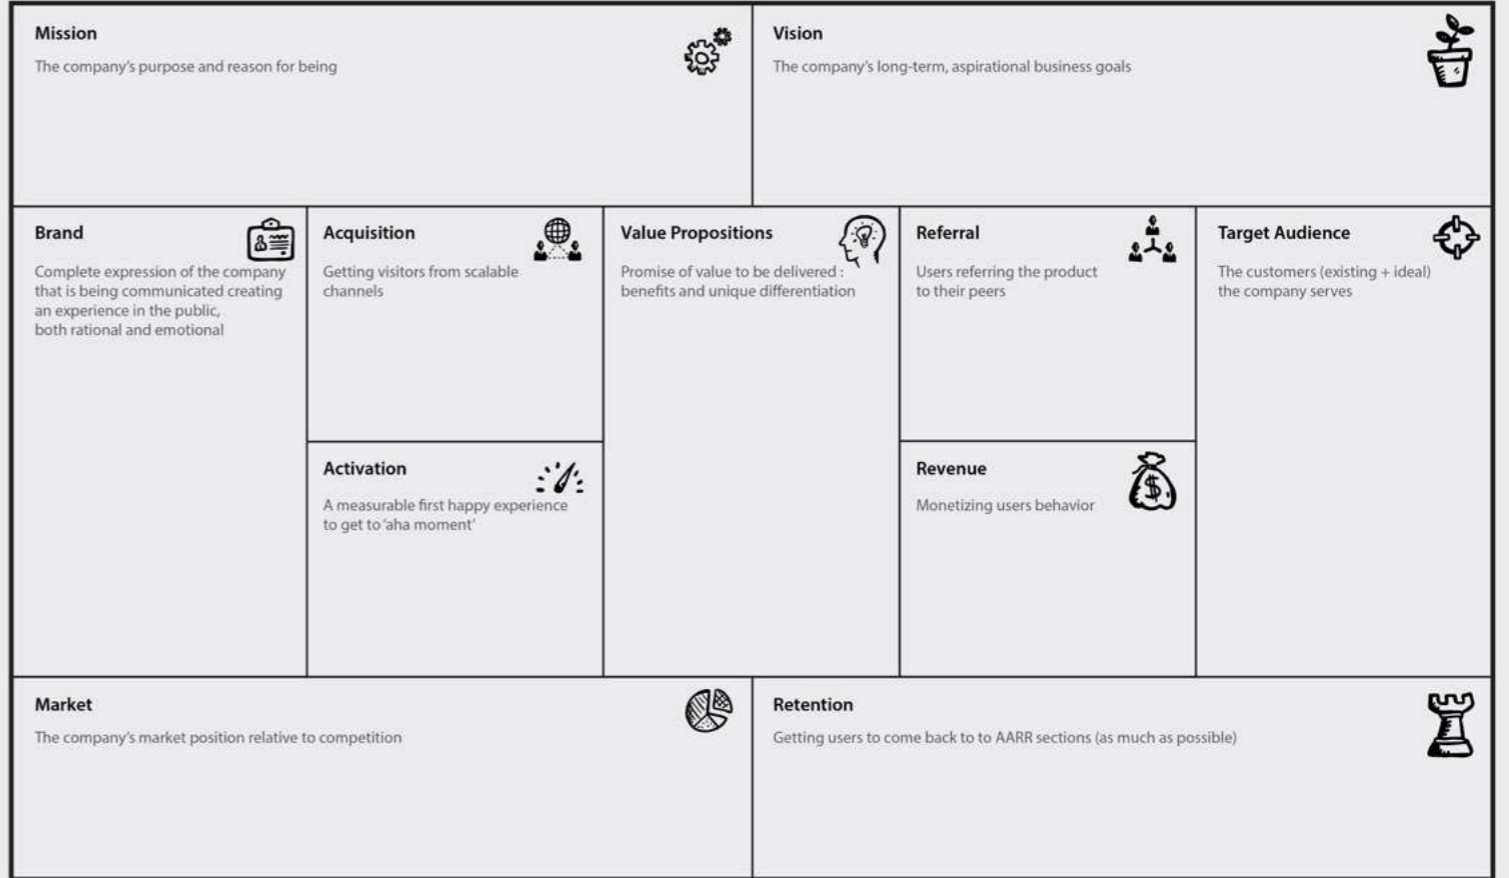 Mission
The company's purpose and reason for being
Vision
The company's long-term, aspirational business goals
Brand
Complete expression of the company
that is being communicated creating
an experience in the public,
both rational and emotional
Acquisition
Getting visitors from scalable
channels
Activation
A measurable first happy experience
to get to 'aha moment'
Value Propositions
Promise of value to be delivered :
benefits and unique differentiation
Referral
Users referring the product
to their peers
Revenue
Monetizing users behavior
$
Target Audience
The customers (existing + ideal)
the company serves
Market
The company's market position relative to competition
Retention
Getting users to come back to to AARR sections (as much as possible)